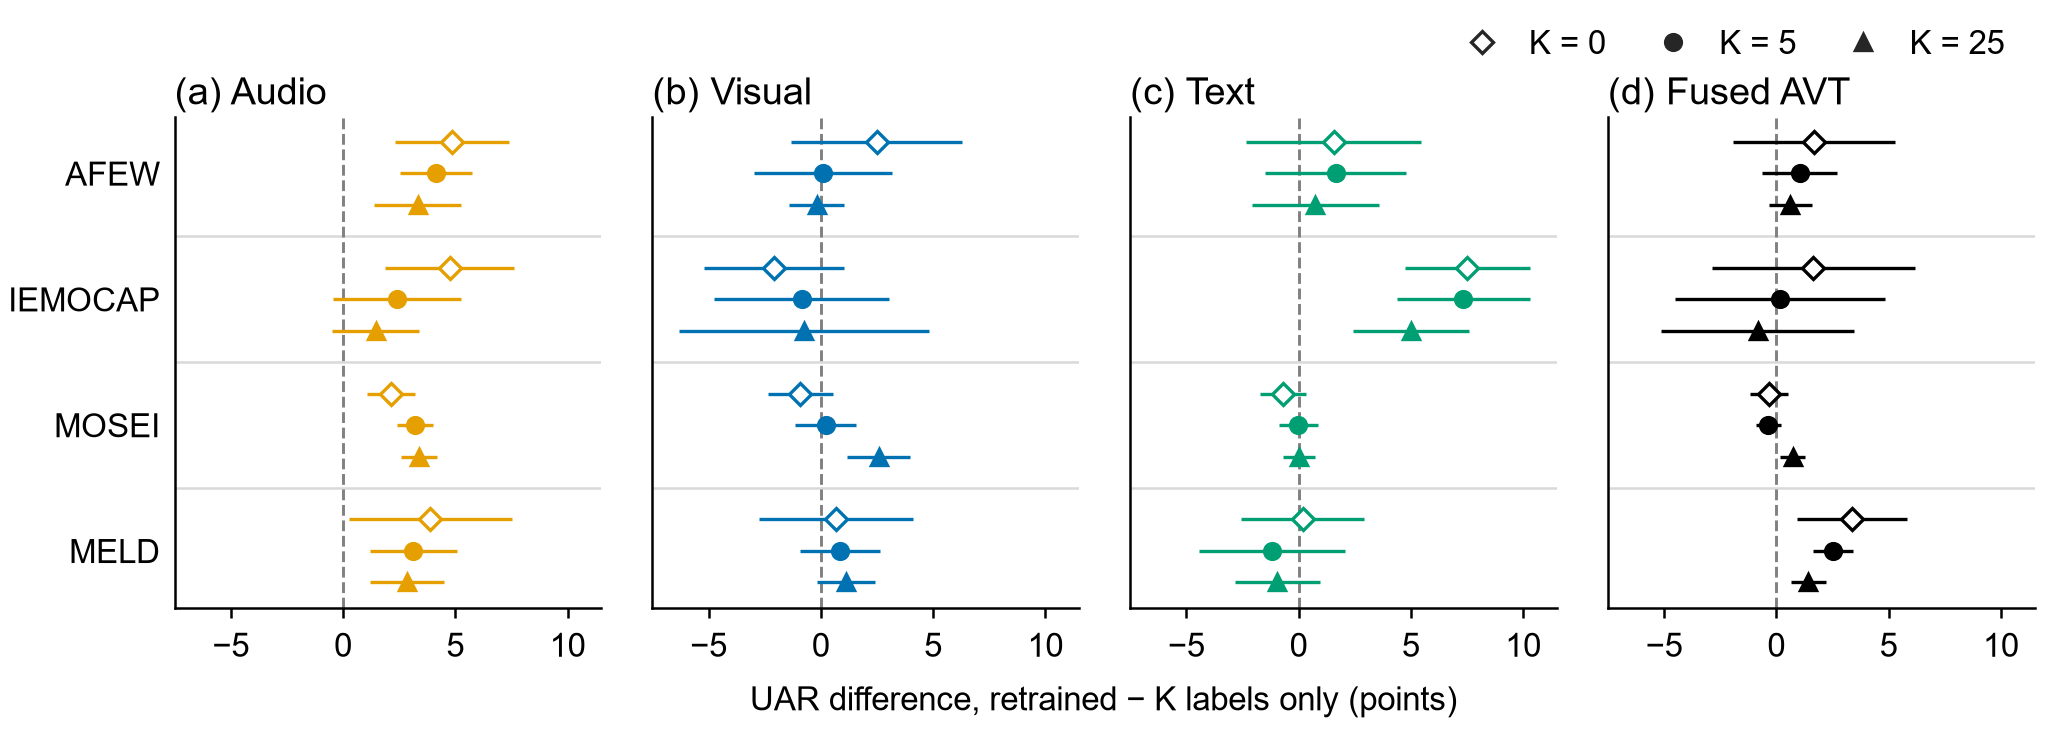 K = 0 K = 5 K = 25
(a) Audio (b) Visual (c) Text (d) Fused AVT
AFEW
IEMOCAP
MOSEI
MELD
−5 0 5 10 −5 0 5 10 −5 0 5 10 −5 0 5 10
UAR difference, retrained − K labels only (points)